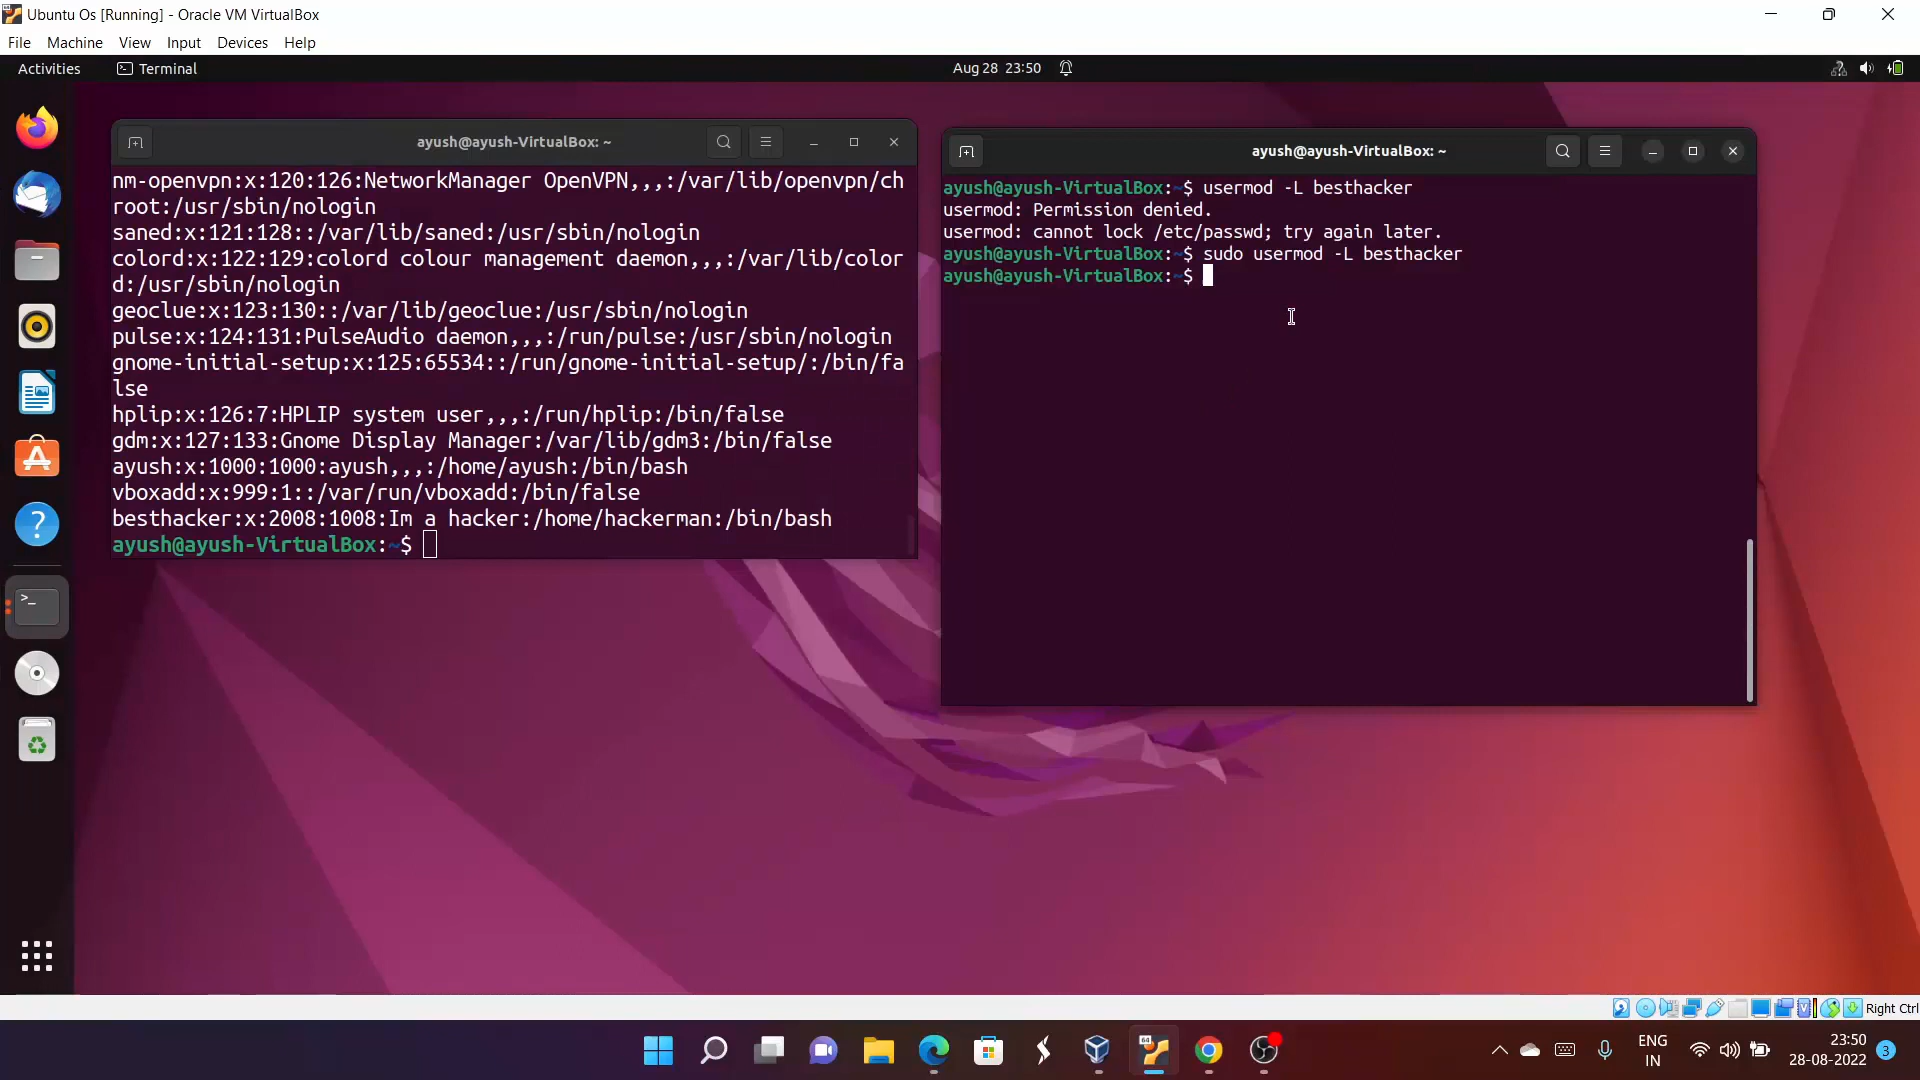 Ubuntu Os [Running] - Oracle VM VirtualBox
File Machine View Input Devices Help
Activities Terminal Aug 28 23:50
ayush@ayush-VirtualBox: ~
nm-openvpn:x:120:126:NetworkManager OpenVPN,,,:/var/lib/openvpn/ch
root:/usr/sbin/nologin
saned:x:121:128::/var/lib/saned:/usr/sbin/nologin
colord:x:122:129:colord colour management daemon,,,:/var/lib/color
d:/usr/sbin/nologin
geoclue:x:123:130::/var/lib/geoclue:/usr/sbin/nologin
pulse:x:124:131:PulseAudio daemon,,,:/run/pulse:/usr/sbin/nologin
gnome-initial-setup:x:125:65534::/run/gnome-initial-setup/:/bin/fa
lse
hplip:x:126:7:HPLIP system user,,,:/run/hplip:/bin/false
gdm:x:127:133:Gnome Display Manager:/var/lib/gdm3:/bin/false
ayush:x:1000:1000:ayush,,,:/home/ayush:/bin/bash
vboxadd:x:999:1::/var/run/vboxadd:/bin/false
besthacker:x:2008:1008:Im a hacker:/home/hackerman:/bin/bash
ayush@ayush-VirtualBox:~$
ayush@ayush-VirtualBox: ~
ayush@ayush-VirtualBox:~$ usermod -L besthacker
usermod: Permission denied.
usermod: cannot lock /etc/passwd; try again later.
ayush@ayush-VirtualBox:~$ sudo usermod -L besthacker
ayush@ayush-VirtualBox:~$
Right Ctrl
64
ENG
IN
23:50
28-08-2022
3